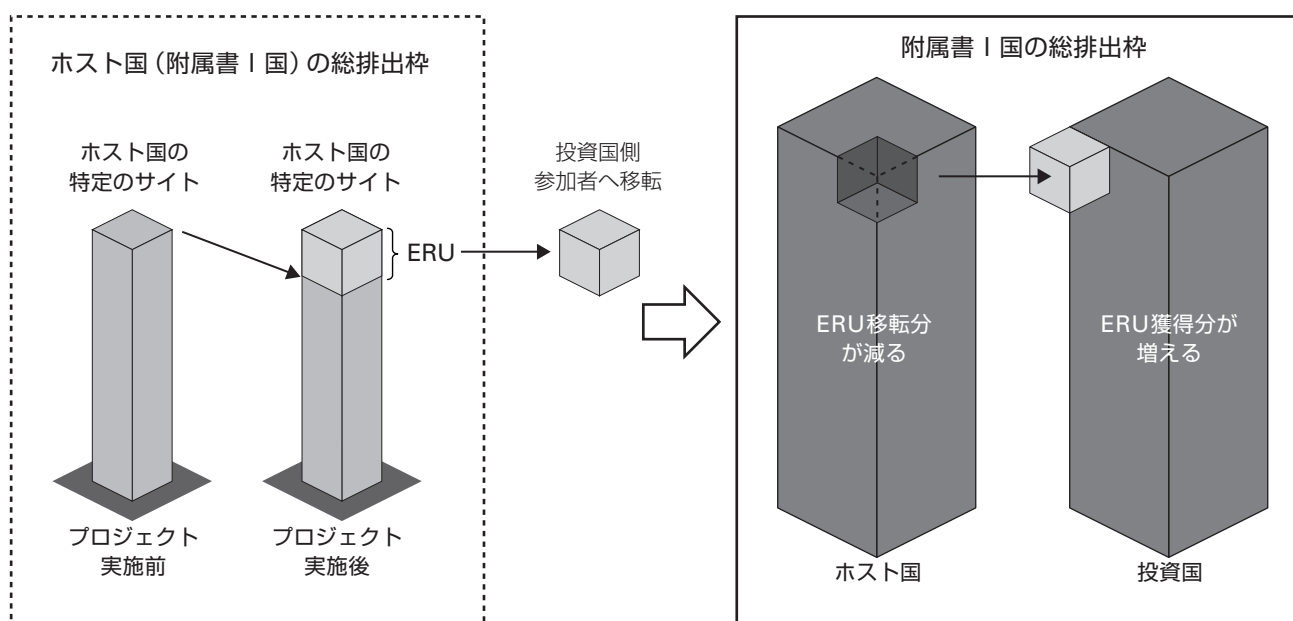 ホスト国（附属書Ⅰ国）の総排出枠
ホスト国の
特定のサイト
ホスト国の
特定のサイト
ERU
プロジェクト
実施前
プロジェクト
実施後
投資国側
参加者へ移転
附属書Ⅰ国の総排出枠
ERU移転分
が減る
ERU獲得分が
増える
ホスト国
投資国